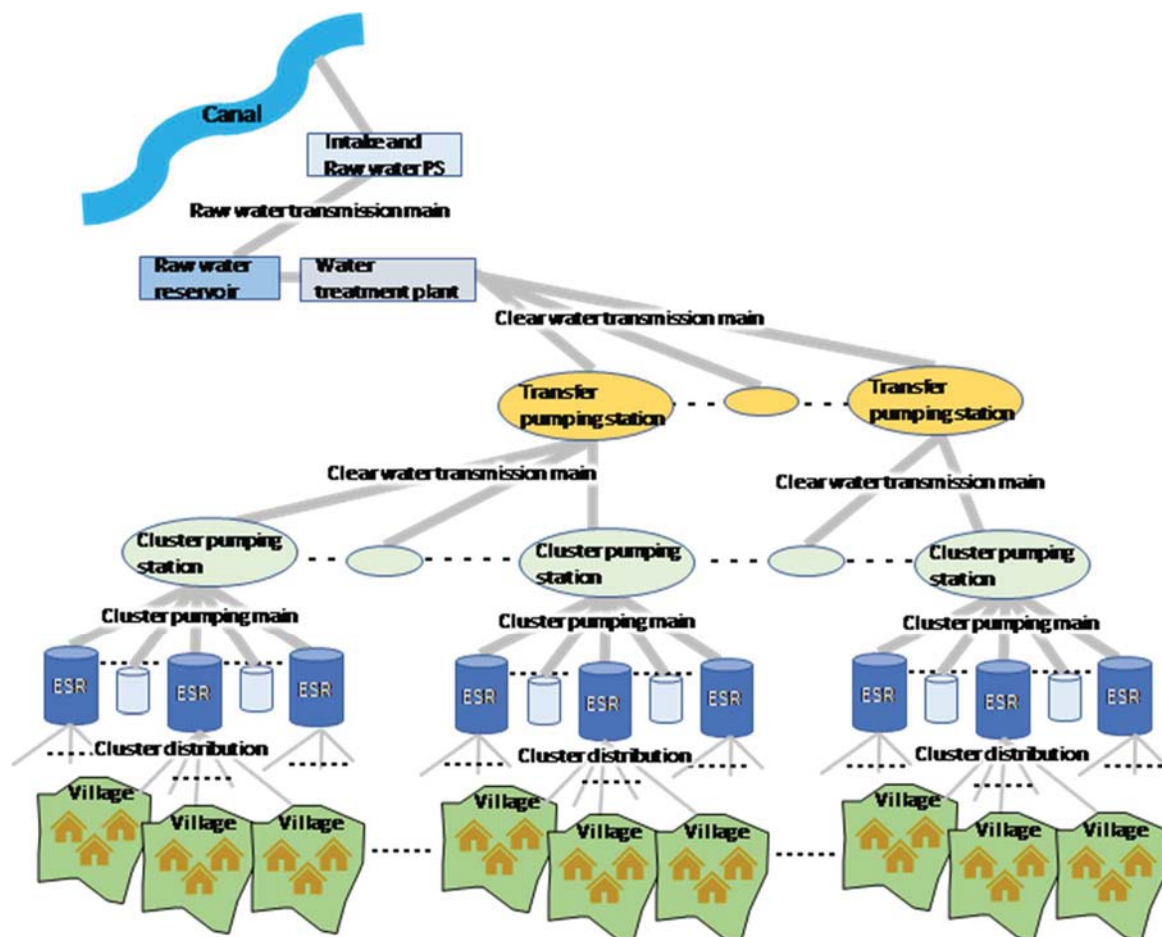 Canal
Intake and
Raw water PS
Raw water transmission main
Raw water
reservoir
Water
treatment plant
Clear water transmission main
Transfer
pumping station
Transfer
pumping station
Clear water transmission main
Clear water transmission main
Cluster pumping
station
Cluster pumping
station
Cluster pumping
station
Cluster pumping main
Cluster pumping main
Cluster pumping main
ESR
ESR
ESR
ESR
ESR
ESR
ESR
ESR
ESR
Cluster distribution
Cluster distribution
Cluster distribution
Village
Village
Village
Village
Village
Village
Village
Village
Village